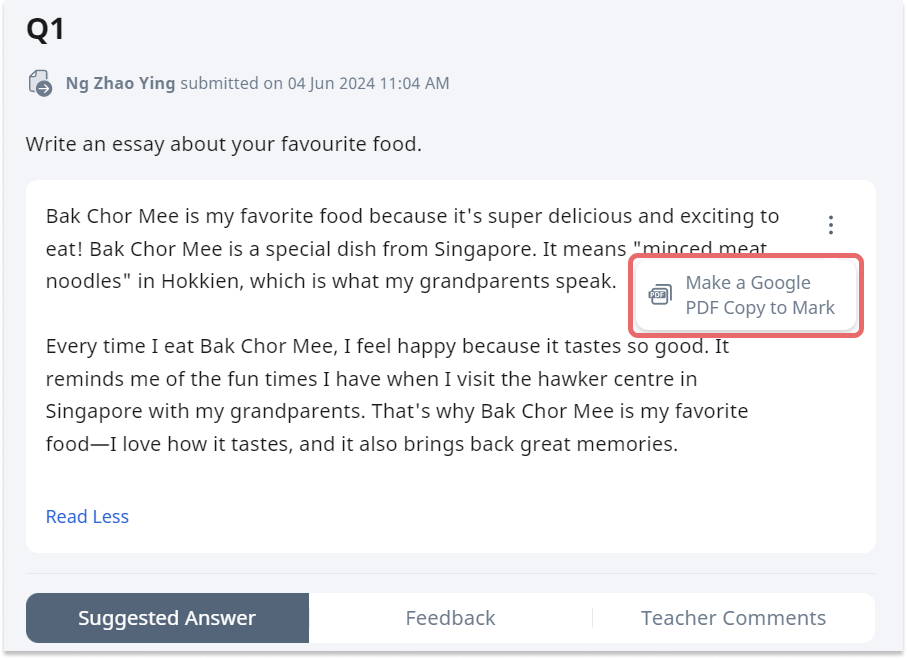 Q1
Ng Zhao Ying submitted on 04 Jun 2024 11:04 AM
Write an essay about your favourite food.
Bak Chor Mee is my favorite food because it's super delicious and exciting to
eat! Bak Chor Mee is a special dish from Singapore. It means "minced meat
noodles" in Hokkien, which is what my grandparents speak.
PDF
Make a Google
PDF Copy to Mark
Every time I eat Bak Chor Mee, I feel happy because it tastes so good. It
reminds me of the fun times I have when I visit the hawker centre in
Singapore with my grandparents. That's why Bak Chor Mee is my favorite
food—I love how it tastes, and it also brings back great memories.
Read Less
Suggested Answer
Feedback
Teacher Comments